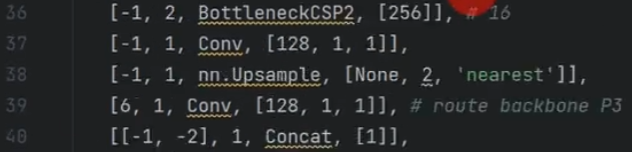 36 [-1, 2, BottleneckCSP2, [256]], # 16
37 [-1, 1, Conv, [128, 1, 1]],
38 [-1, 1, nn.Upsample, [None, 2, 'nearest']],
39 [6, 1, Conv, [128, 1, 1]], # route backbone P3
40 [[-1, -2], 1, Concat, [1]],